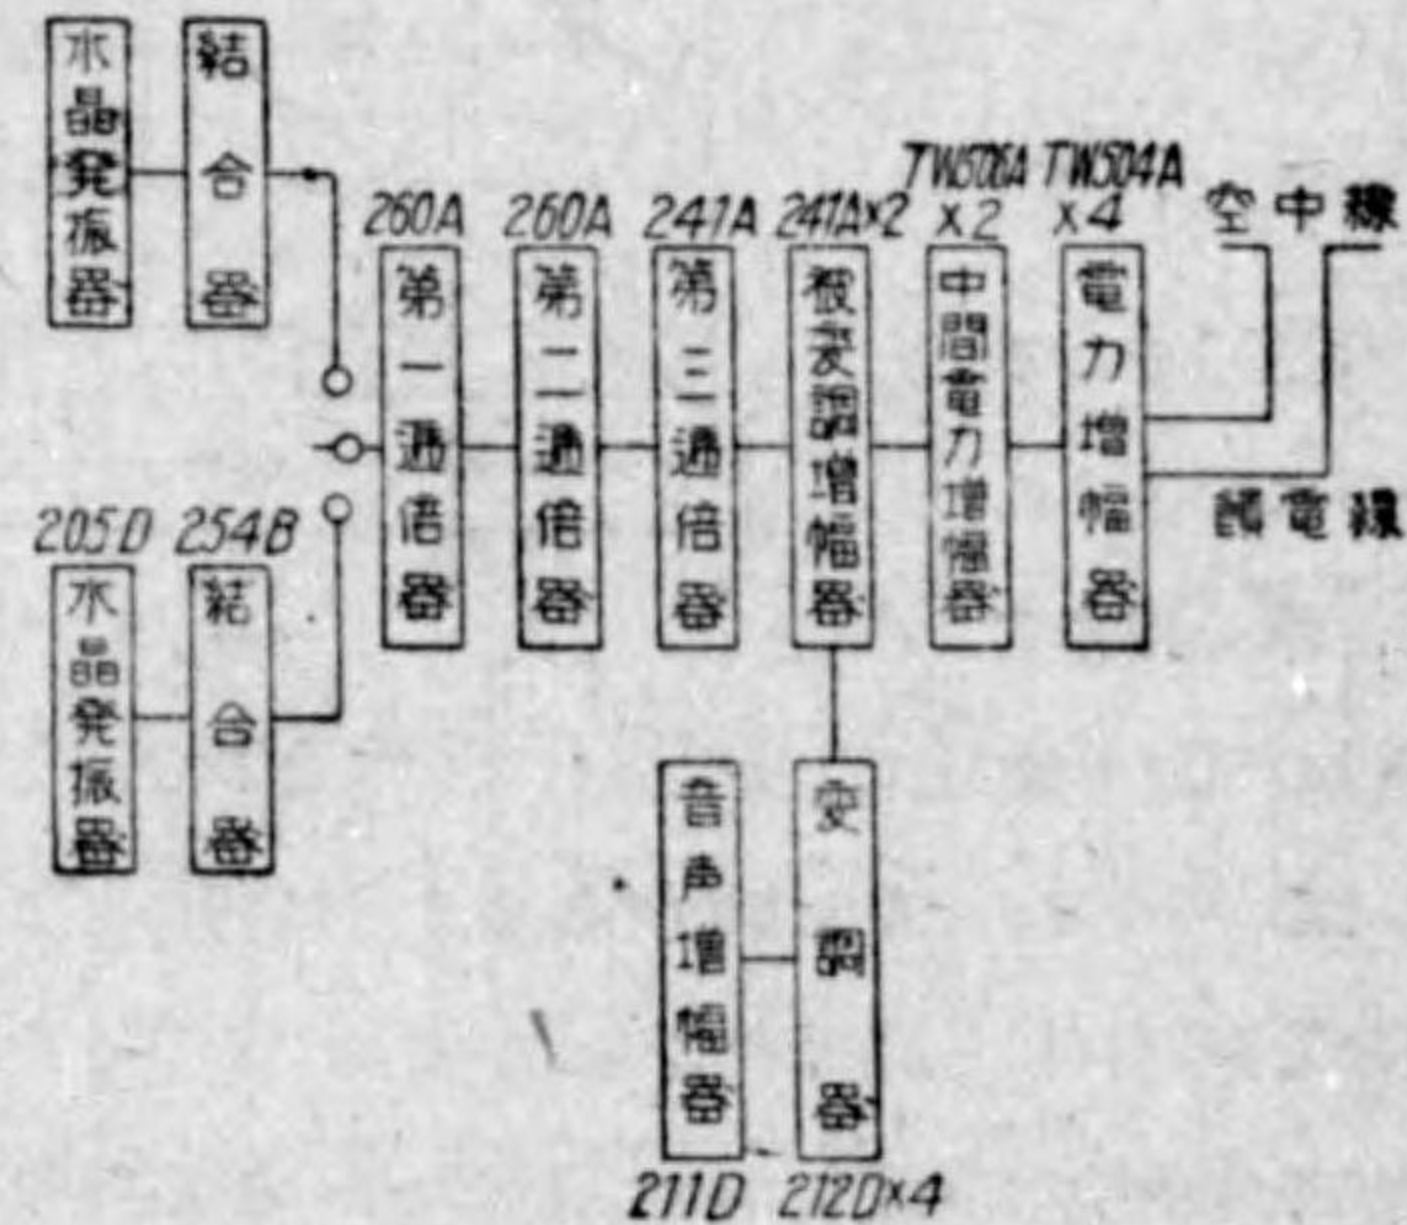 水晶発振器
結合器
260A
第一逓倍器
260A
第二逓倍器
247A
第三逓倍器
247A×2
被変調増幅器
TW506A
×2
中間電力増幅器
TW504A
×4
電力増幅器
空中線
饋電線
205D
水晶発振器
254B
結合器
音声増幅器
211D
変調器
212D×4